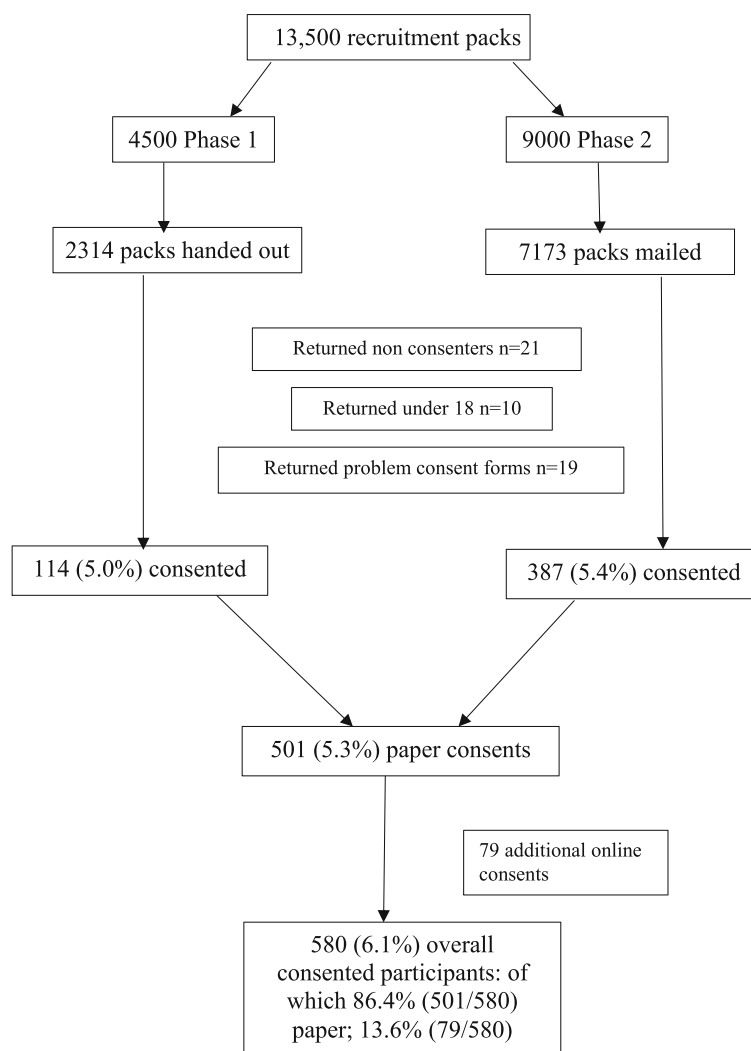 13,500 recruitment packs
4500 Phase 1
9000 Phase 2
2314 packs handed out
7173 packs mailed
Returned non consenters n=21
Returned under 18 n=10
Returned problem consent forms n=19
114 (5.0%) consented
387 (5.4%) consented
501 (5.3%) paper consents
79 additional online
consents
580 (6.1%) overall
consented participants: of
which 86.4% (501/580)
paper; 13.6% (79/580)